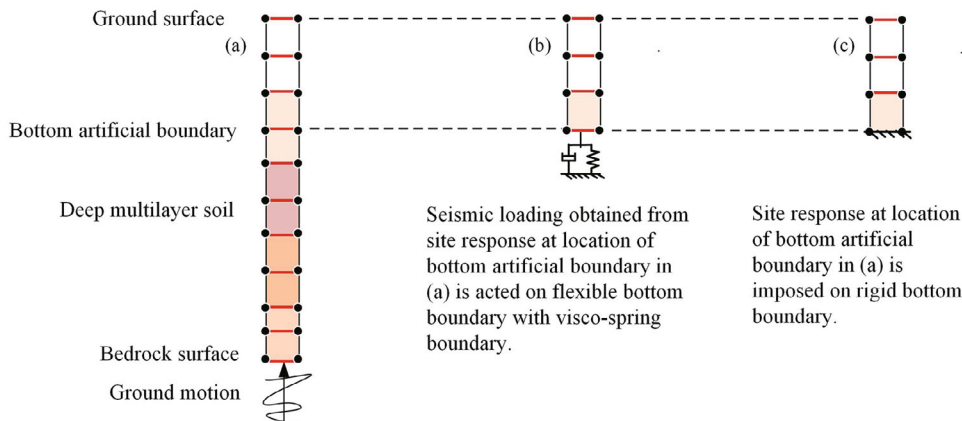 Ground surface
(a)
(b)
(c)
Bottom artificial boundary
Deep multilayer soil
Bedrock surface
Ground motion
Seismic loading obtained from
site response at location of
bottom artificial boundary in
(a) is acted on flexible bottom
boundary with visco-spring
boundary.
Site response at location
of bottom artificial
boundary in (a) is
imposed on rigid bottom
boundary.